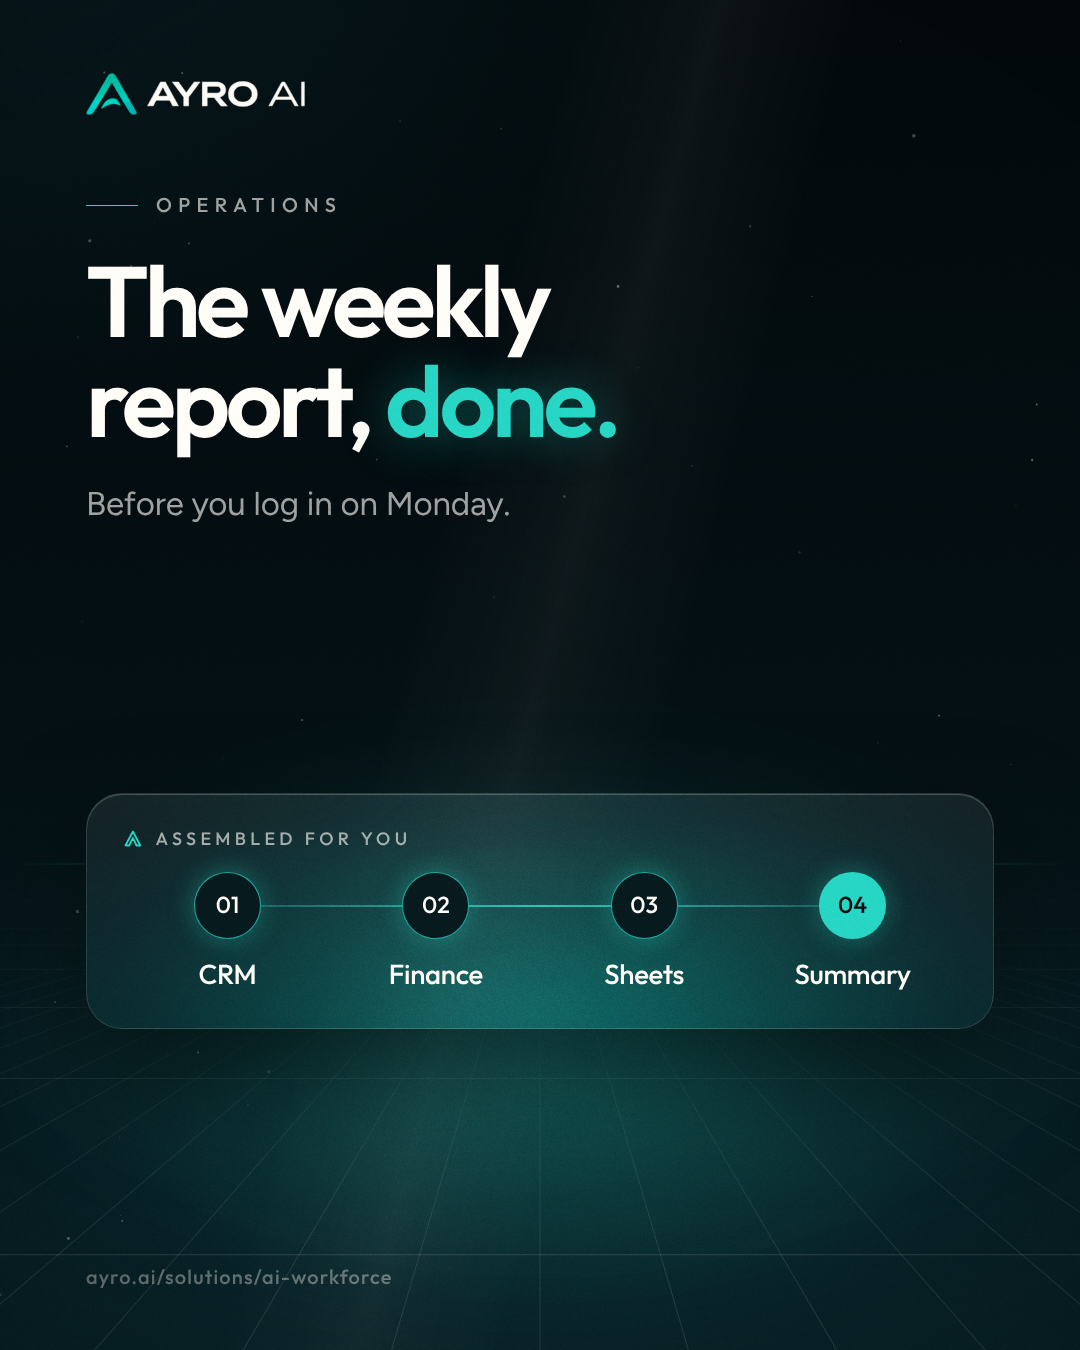 AYRO AI
OPERATIONS
The weekly
report, done.
Before you log in on Monday.
ASSEMBLED FOR YOU
01 02 03 04
CRM Finance Sheets Summary
ayro.ai/solutions/ai-workforce